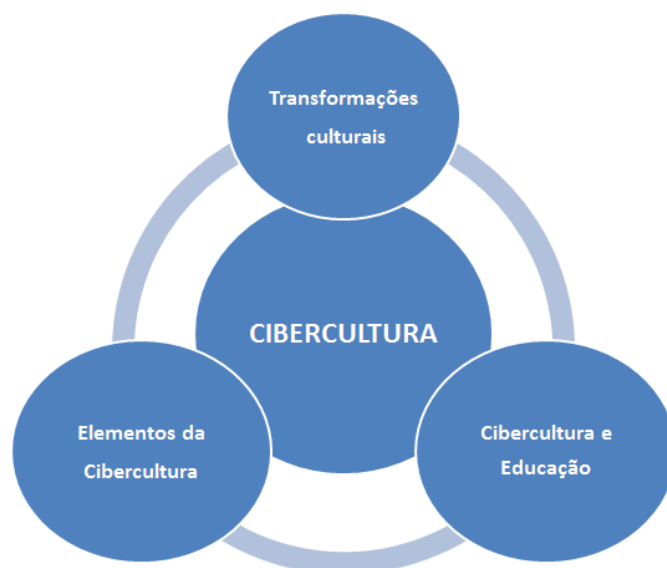 Transformações
culturais
CIBERCULTURA
Elementos da
Cibercultura
Cibercultura e
Educação